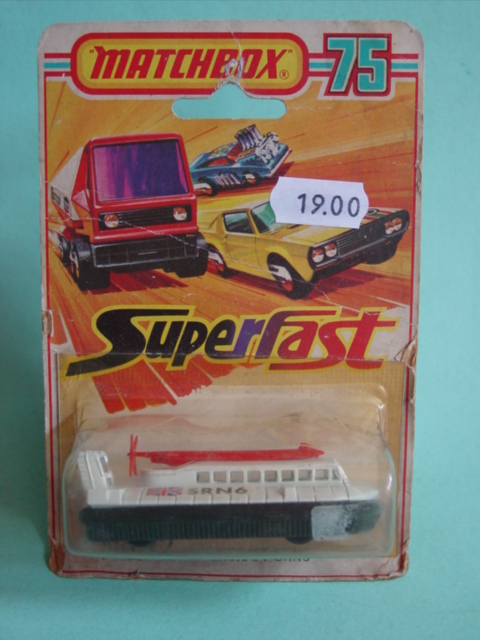 MATCHBOX® 75
19.00
Superfast
SRN6